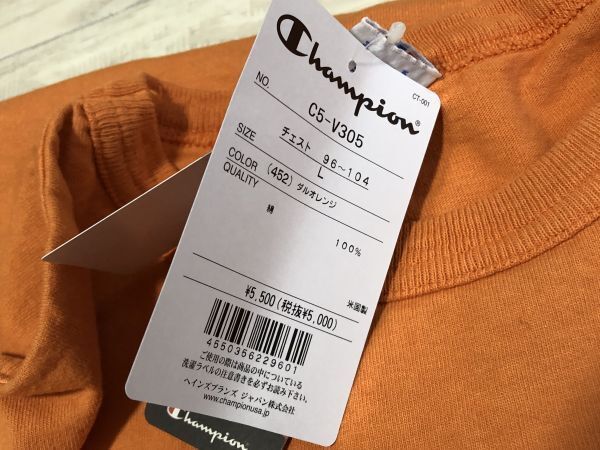 Champion®
CT-001
NO. C5-V305
SIZE チェスト 96～104
L
COLOR (452) ダルオレンジ
QUALITY
綿 100%
米国製
¥5,500(税抜¥5,000)
4550356229601
ご使用の際は商品の中についている
洗濯ラベルの注意書きを必ずお読み下さい。
ヘインズブランズ ジャパン株式会社
www.championusa.jp/
Champion